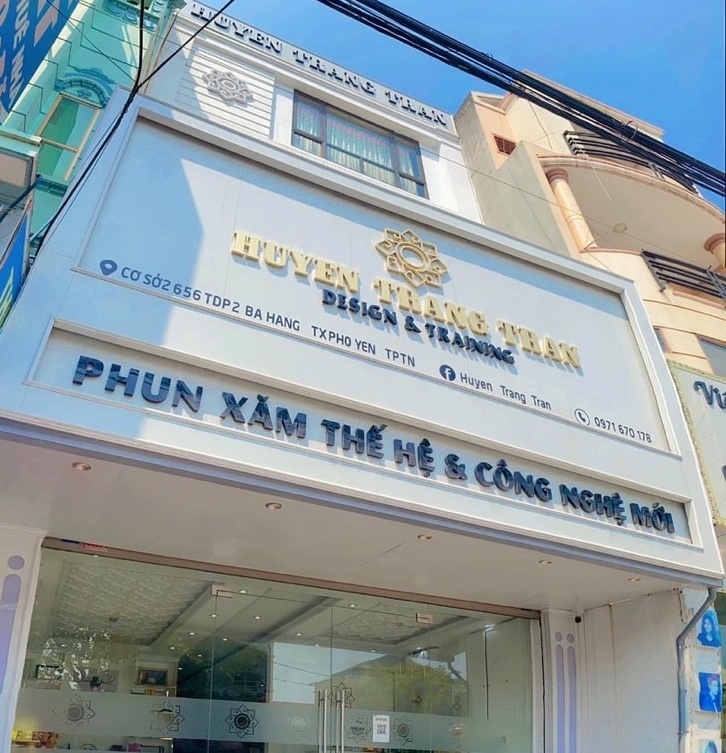 HUYEN TRANG TRAN
HUYEN TRANG TRAN
DESIGN & TRAINING
CƠ SỞ2 656 TDP2 BA HANG TXPHO YEN TPTN
Huyen Trang Tran
0971 670 178
PHUN XĂM THẾ HỆ & CÔNG NGHỆ MỚI